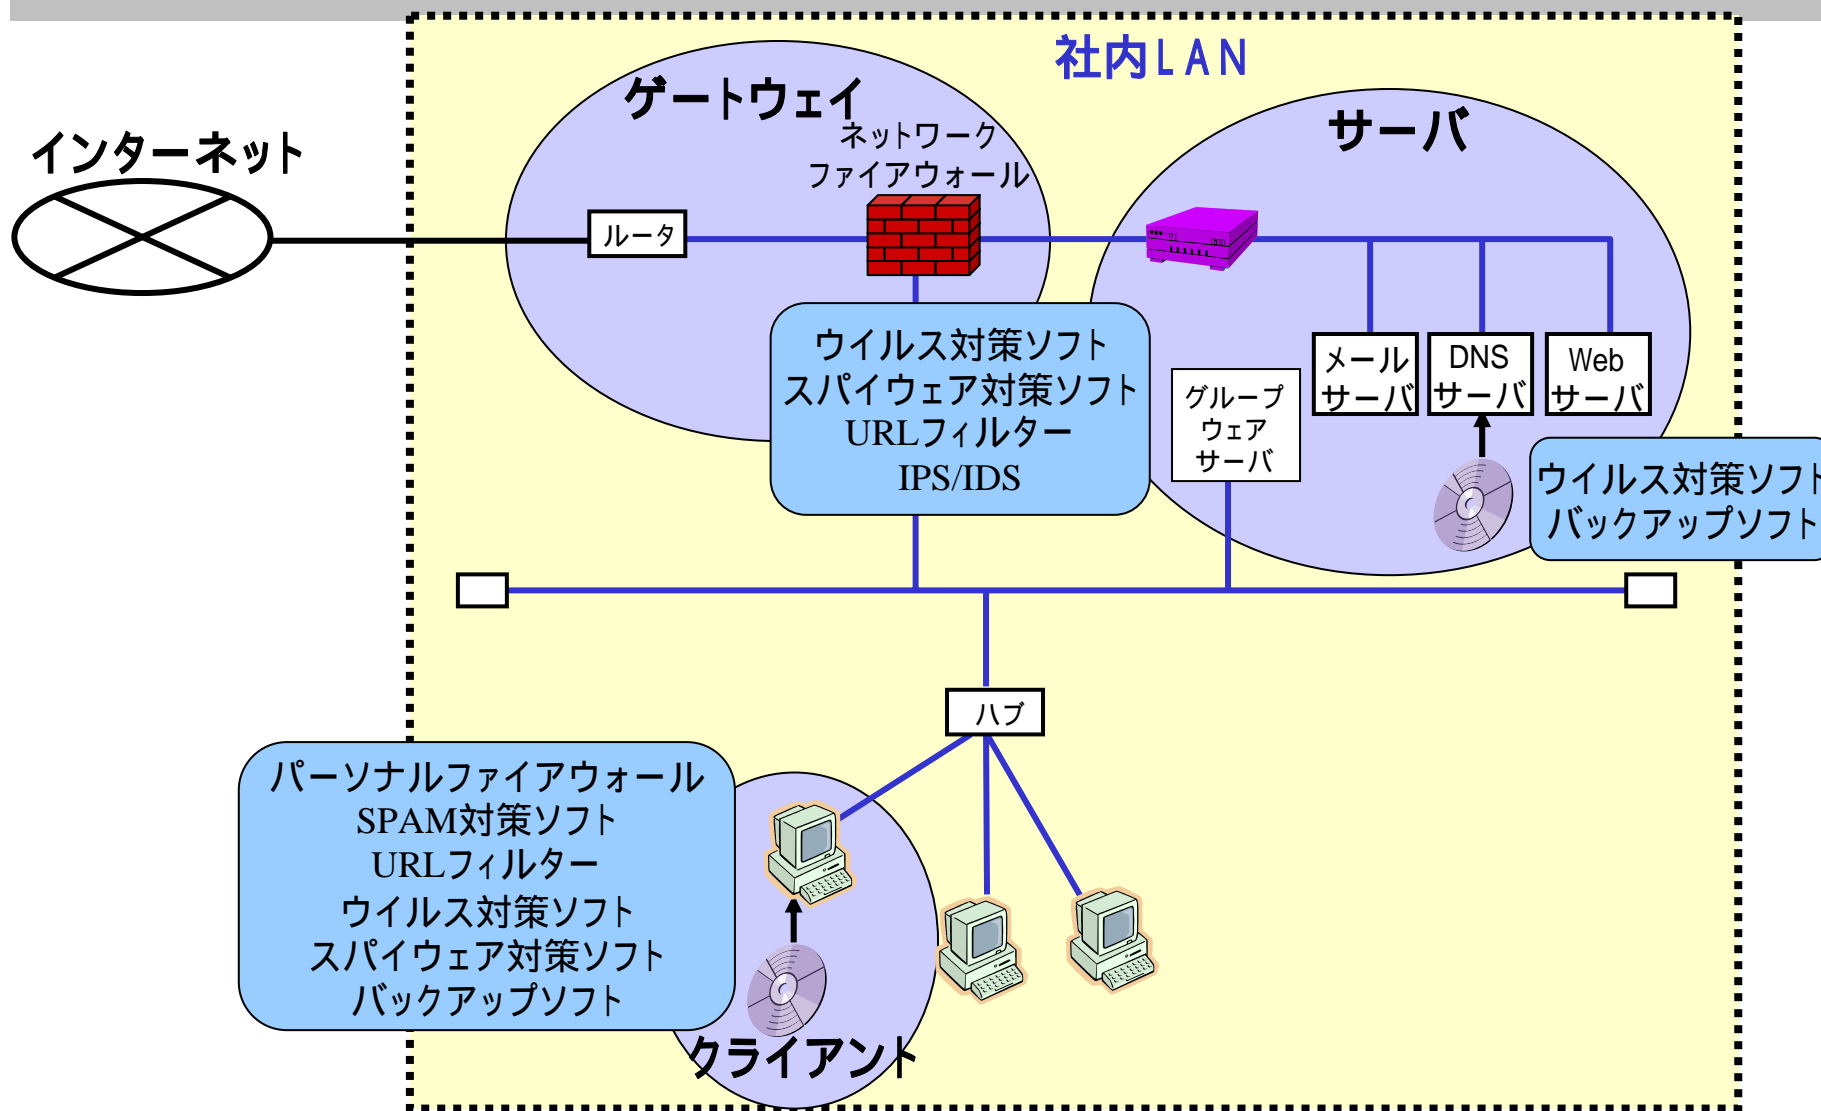 社内LAN
ゲートウェイ
ネットワーク
ファイアウォール
サーバ
インターネット
ルータ
ウイルス対策ソフト
スパイウェア対策ソフト
URLフィルター
IPS/IDS
グループ
ウェア
サーバ
メール
サーバ
DNS
サーバ
Web
サーバ
ウイルス対策ソフト
バックアップソフト
ハブ
パーソナルファイアウォール
SPAM対策ソフト
URLフィルター
ウイルス対策ソフト
スパイウェア対策ソフト
バックアップソフト
クライアント